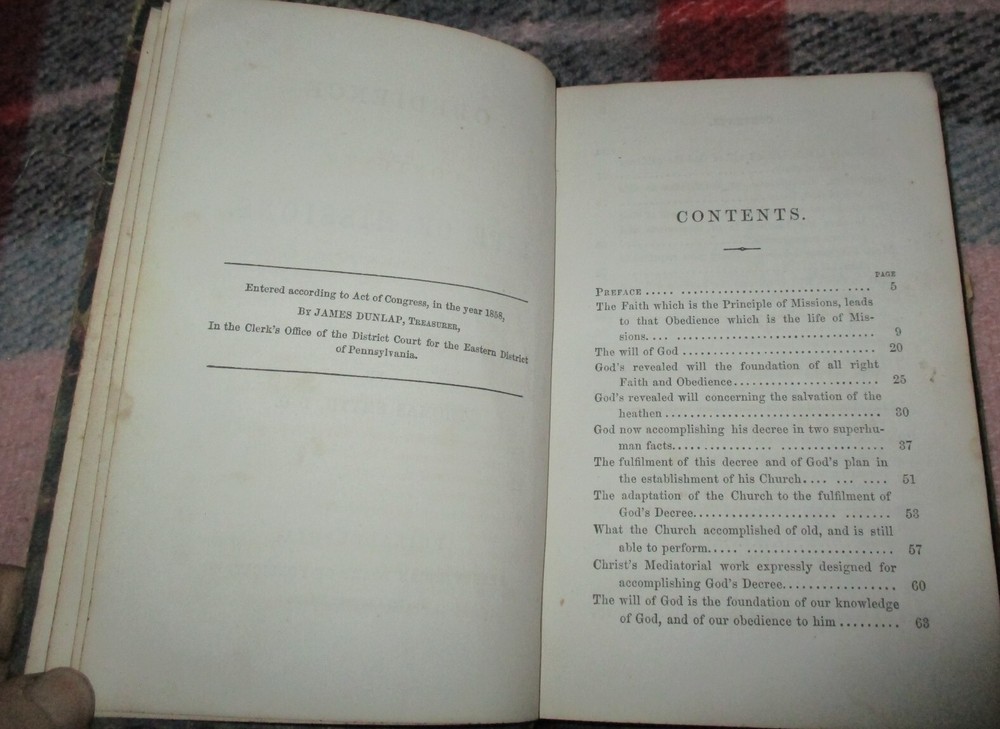 Entered according to Act of Congress, in the year 1858,
BY JAMES DUNLAP, TREASURER,
In the Clerk's Office of the District Court for the Eastern District
of Pennsylvania.
CONTENTS.
PAGE
PREFACE ..... ...................... .... 5
The Faith which is the Principle of Missions, leads
to that Obedience which is the life of Mis-
sions.... ............................... 9
The will of God ................................ 20
God's revealed will the foundation of all right
Faith and Obedience....................... 25
God's revealed will concerning the salvation of the
heathen .................................. 30
God now accomplishing his decree in two superhu-
man facts................ ................ 37
The fulfilment of this decree and of God's plan in
the establishment of his Church.... ... .... 51
The adaptation of the Church to the fulfilment of
God's Decree........................ ....... 53
What the Church accomplished of old, and is still
able to perform..... ....................... 57
Christ's Mediatorial work expressly designed for
accomplishing God's Decree................. 60
The will of God is the foundation of our knowledge
of God, and of our obedience to him ......... 63